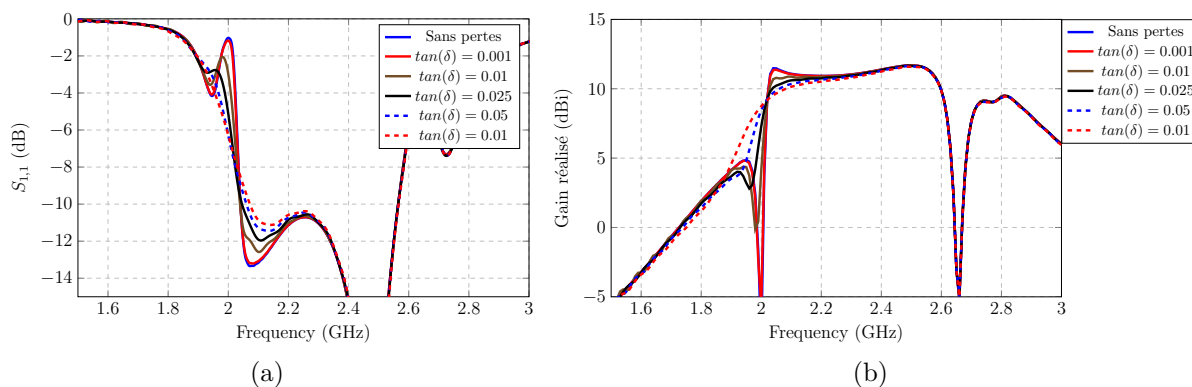 0
−2
−4
−6
−8
−10
−12
−14
S1,1 (dB)
1.6 1.8 2 2.2 2.4 2.6 2.8 3
Frequency (GHz)
Sans pertes
tan(δ) = 0.001
tan(δ) = 0.01
tan(δ) = 0.025
tan(δ) = 0.05
tan(δ) = 0.01
(a)
15
10
5
0
−5
Gain réalisé (dBi)
1.6 1.8 2 2.2 2.4 2.6 2.8 3
Frequency (GHz)
Sans pertes
tan(δ) = 0.001
tan(δ) = 0.01
tan(δ) = 0.025
tan(δ) = 0.05
tan(δ) = 0.01
(b)